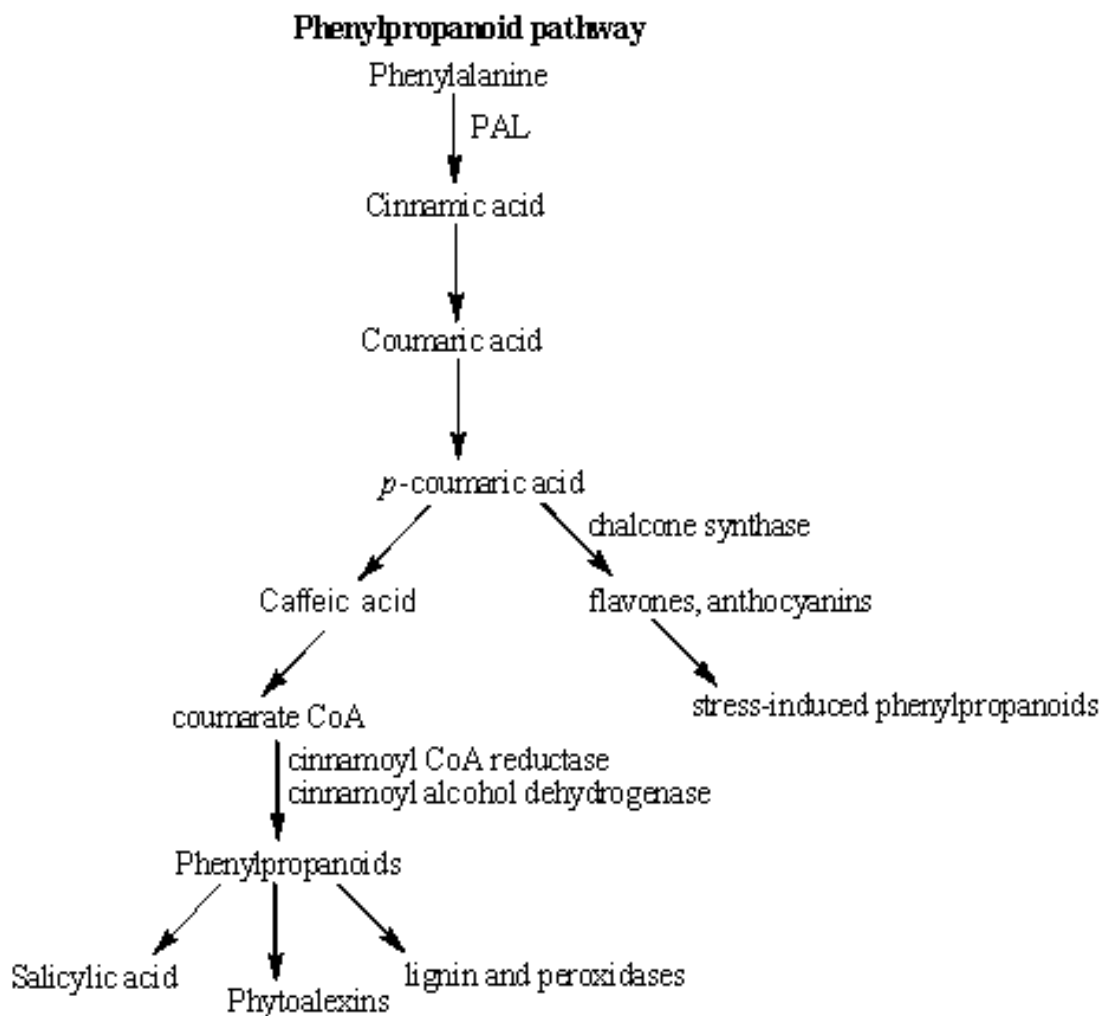 Phenylpropanoid pathway
Phenylalanine
PAL
Cinnamic acid
Coumaric acid
p-coumaric acid
chalcone synthase
Caffeic acid
flavones, anthocyanins
coumarate CoA
stress-induced phenylpropanoids
cinnamoyl CoA reductase
cinnamoyl alcohol dehydrogenase
Phenylpropanoids
Salicylic acid
lignin and peroxidases
Phytoalexins